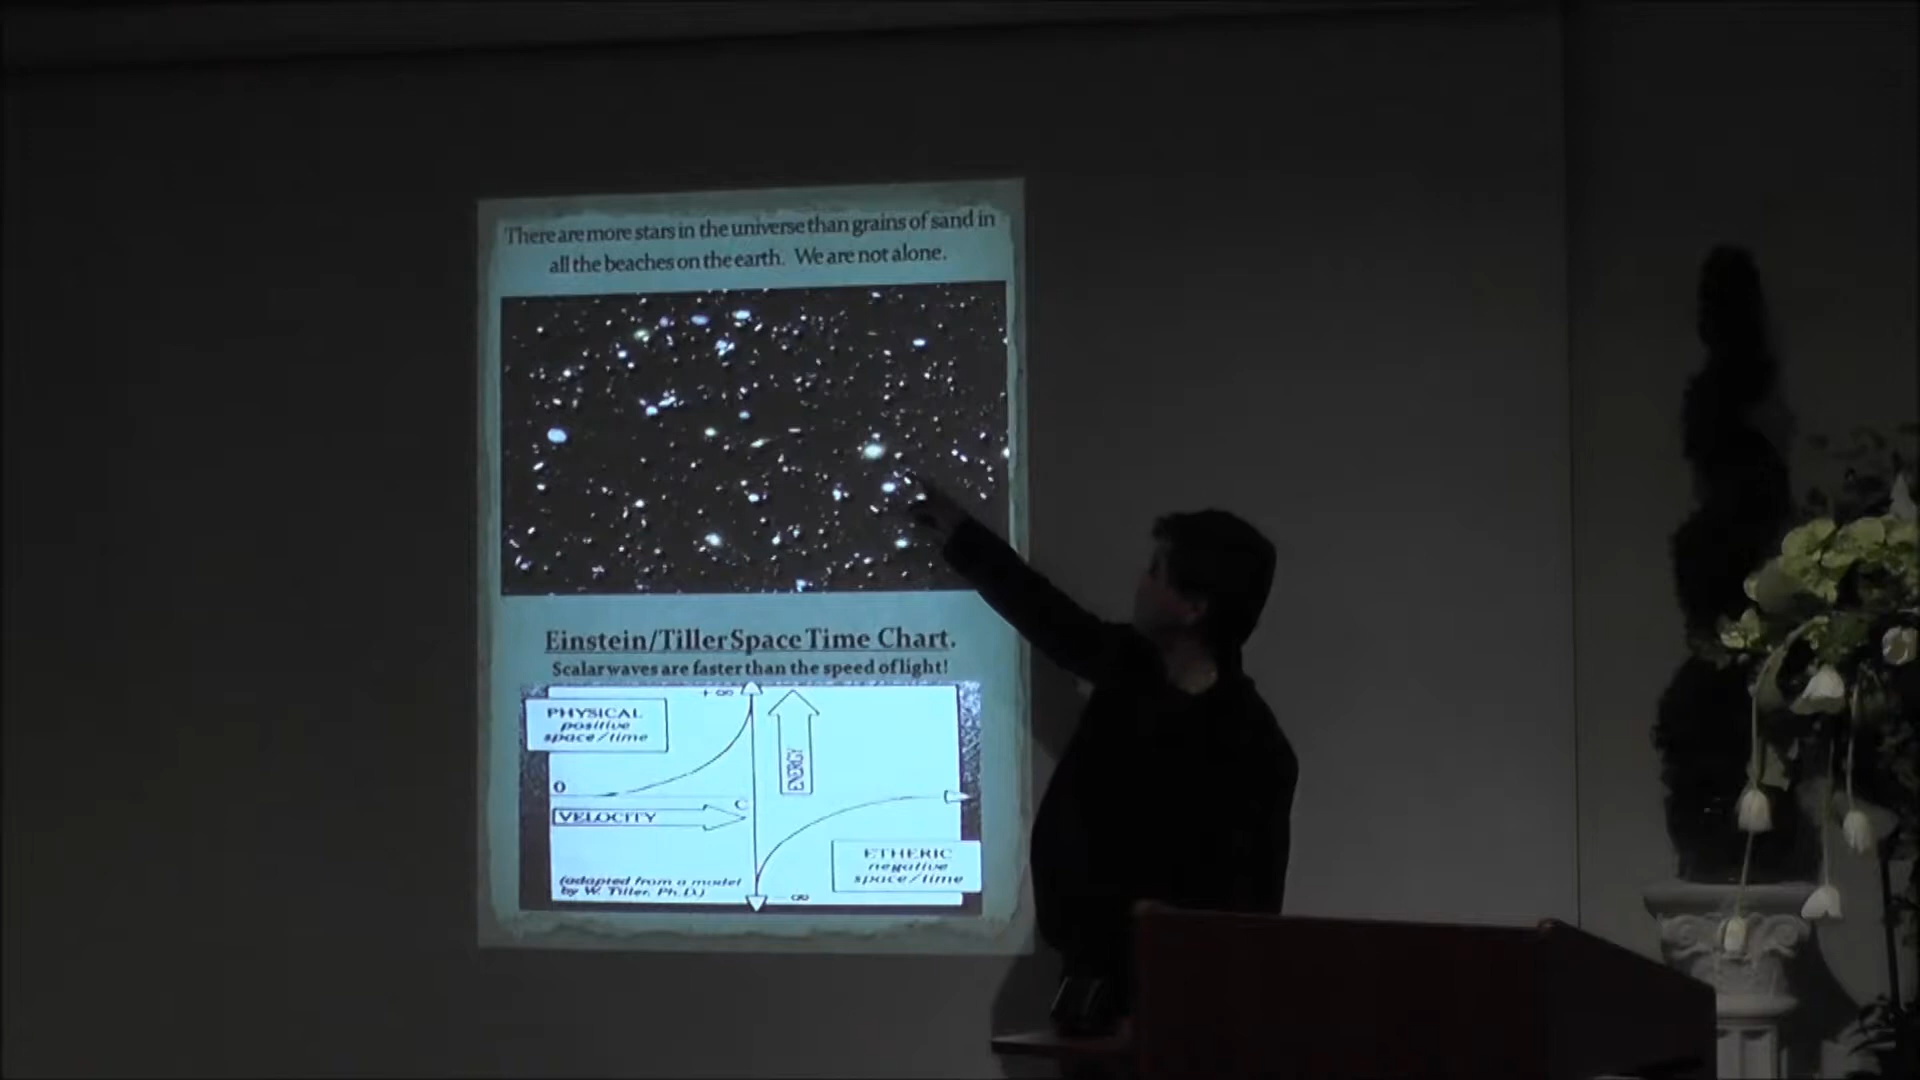 There are more stars in the universe than grains of sand in
all the beaches on the earth. We are not alone.
Einstein/Tiller Space Time Chart.
Scalar waves are faster than the speed of light!
+ ∞
PHYSICAL
positive
space/time
ENERGY
0
C
VELOCITY
ETHERIC
negative
space/time
(adapted from a model
by W. Tiller, Ph.D.)
- ∞